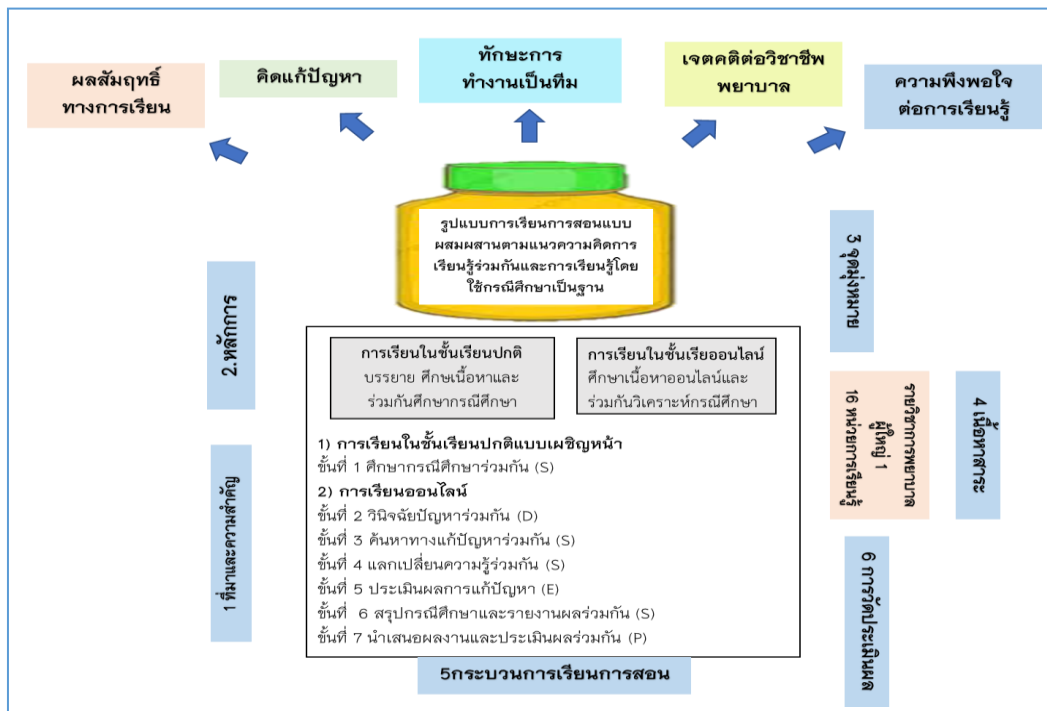 ผลสัมฤทธิ์
ทางการเรียน
คิดแก้ปัญหา
ทักษะการ
ทำงานเป็นทีม
เจตคติต่อวิชาชีพ
พยาบาล
ความพึงพอใจ
ต่อการเรียนรู้
รูปแบบการเรียนการสอนแบบ
ผสมผสานตามแนวความคิดการ
เรียนรู้ร่วมกันและการเรียนรู้โดย
ใช้กรณีศึกษาเป็นฐาน
2.หลักการ
1 ที่มาและความสำคัญ
การเรียนในชั้นเรียนปกติ
บรรยาย ศึกษเนื้อหาและ
ร่วมกันศึกษากรณีศึกษา
การเรียนในชั้นเรียออนไลน์
ศึกษาเนื้อหาออนไลน์และ
ร่วมกันวิเคราะห์กรณีศึกษา
1) การเรียนในชั้นเรียนปกติแบบเผชิญหน้า
ขั้นที่ 1 ศึกษากรณีศึกษาร่วมกัน (S)
2) การเรียนออนไลน์
ขั้นที่ 2 วินิจฉัยปัญหาร่วมกัน (D)
ขั้นที่ 3 ค้นหาทางแก้ปัญหาร่วมกัน (S)
ขั้นที่ 4 แลกเปลี่ยนความรู้ร่วมกัน (S)
ขั้นที่ 5 ประเมินผลการแก้ปัญหา (E)
ขั้นที่ 6 สรุปกรณีศึกษาและรายงานผลร่วมกัน (S)
ขั้นที่ 7 นำเสนอผลงานและประเมินผลร่วมกัน (P)
5กระบวนการเรียนการสอน
3 จุดมุ่งหมาย
รายวิชาการพยาบาล
ผู้ใหญ่ 1
16 หน่วยการเรียนรู้
4 เนื้อหาสาระ
6 การวัดประเมินผล